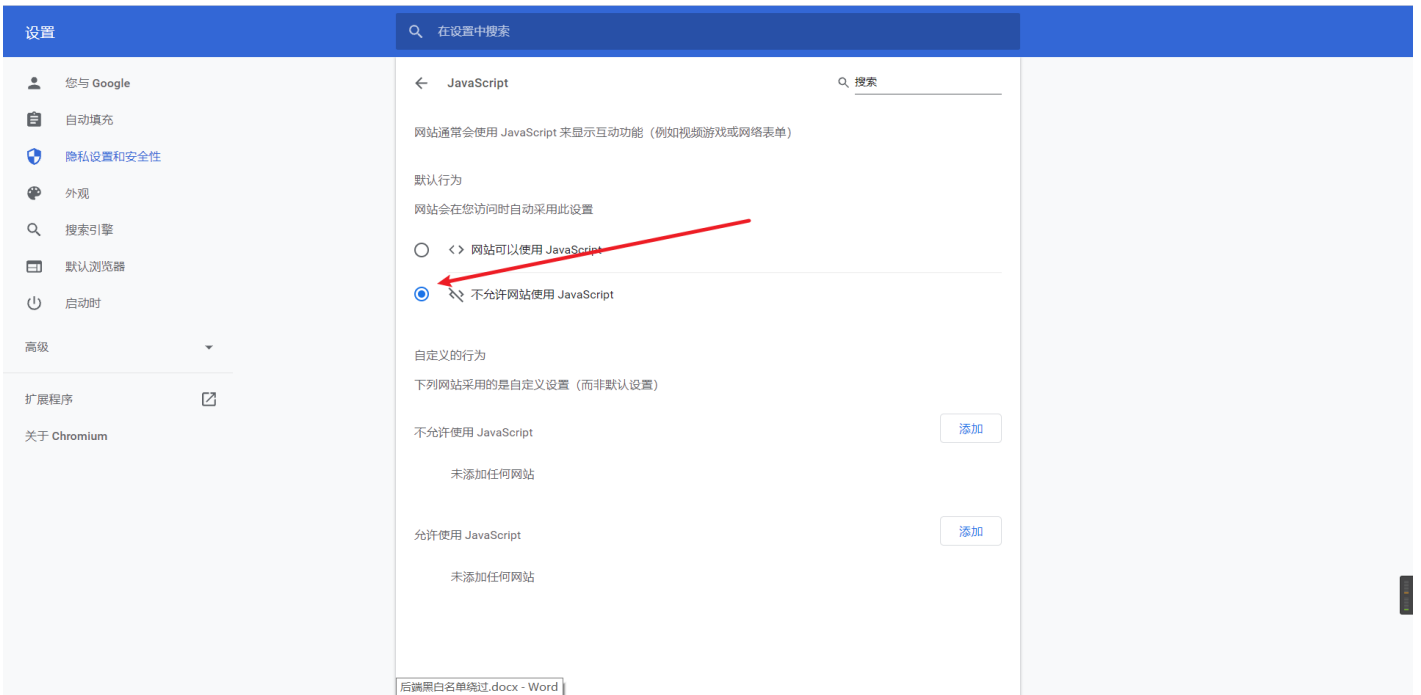 设置
在设置中搜索
您与 Google
自动填充
隐私设置和安全性
外观
搜索引擎
默认浏览器
启动时
高级
扩展程序
关于 Chromium
JavaScript
搜索
网站通常会使用 JavaScript 来显示互动功能（例如视频游戏或网络表单）
默认行为
网站会在您访问时自动采用此设置
网站可以使用 JavaScript
不允许网站使用 JavaScript
自定义的行为
下列网站采用的是自定义设置（而非默认设置）
不允许使用 JavaScript
添加
未添加任何网站
允许使用 JavaScript
添加
未添加任何网站
后端黑白名单绕过.docx - Word